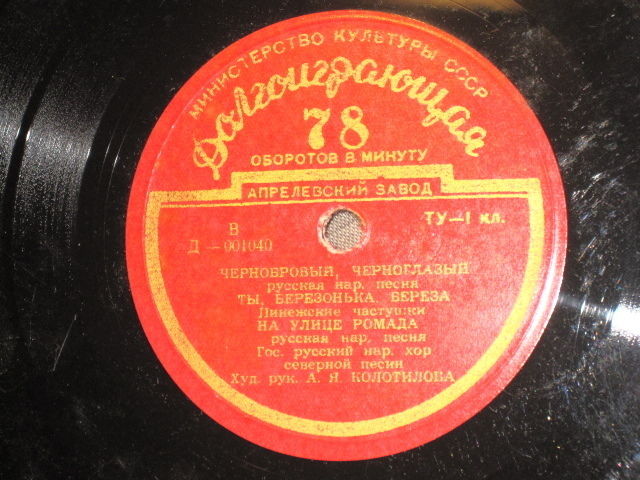 МИНИСТЕРСТВО КУЛЬТУРЫ СССР
Долгоиграющая
78
ОБОРОТОВ В МИНУТУ
АПРЕЛЕВСКИЙ ЗАВОД
В
Д — 001040
ТУ—1 кл.
ЧЕРНОБРОВЫЙ, ЧЕРНОГЛАЗЫЙ
русская нар. песня
ТЫ, БЕРЕЗОНЬКА, БЕРЕЗА
Пинежские частушки
НА УЛИЦЕ РОМАДА
русская нар. песня
Гос. русский нар. хор
северной песни
Худ. рук. А. Я. КОЛОТИЛОВА